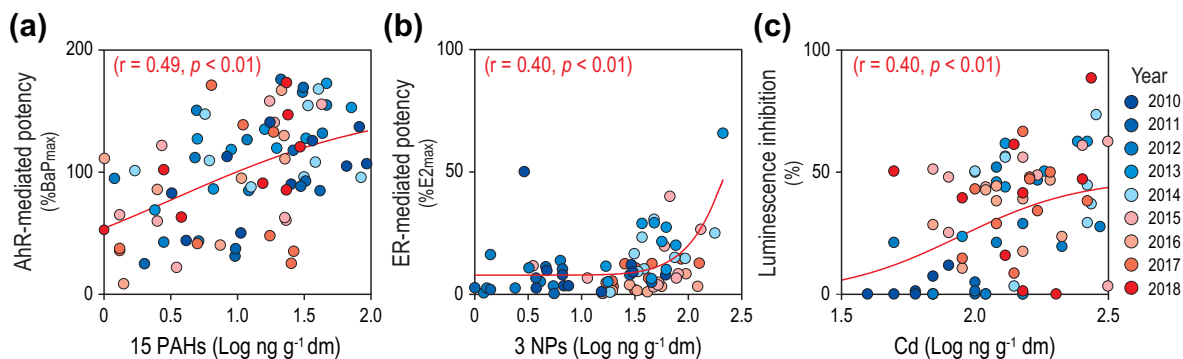 (a)
(r = 0.49, p < 0.01)
AhR-mediated potency
(%BaPmax)
200
100
0
0
0.5
1.0
1.5
2.0
15 PAHs (Log ng g-1 dm)
(b)
(r = 0.40, p < 0.01)
ER-mediated potency
(%E2max)
100
50
0
0
0.5
1.0
1.5
2.0
2.5
3 NPs (Log ng g-1 dm)
(c)
(r = 0.40, p < 0.01)
Luminescence inhibition
(%)
100
50
0
1.5
2.0
2.5
Cd (Log ng g-1 dm)
Year
2010
2011
2012
2013
2014
2015
2016
2017
2018